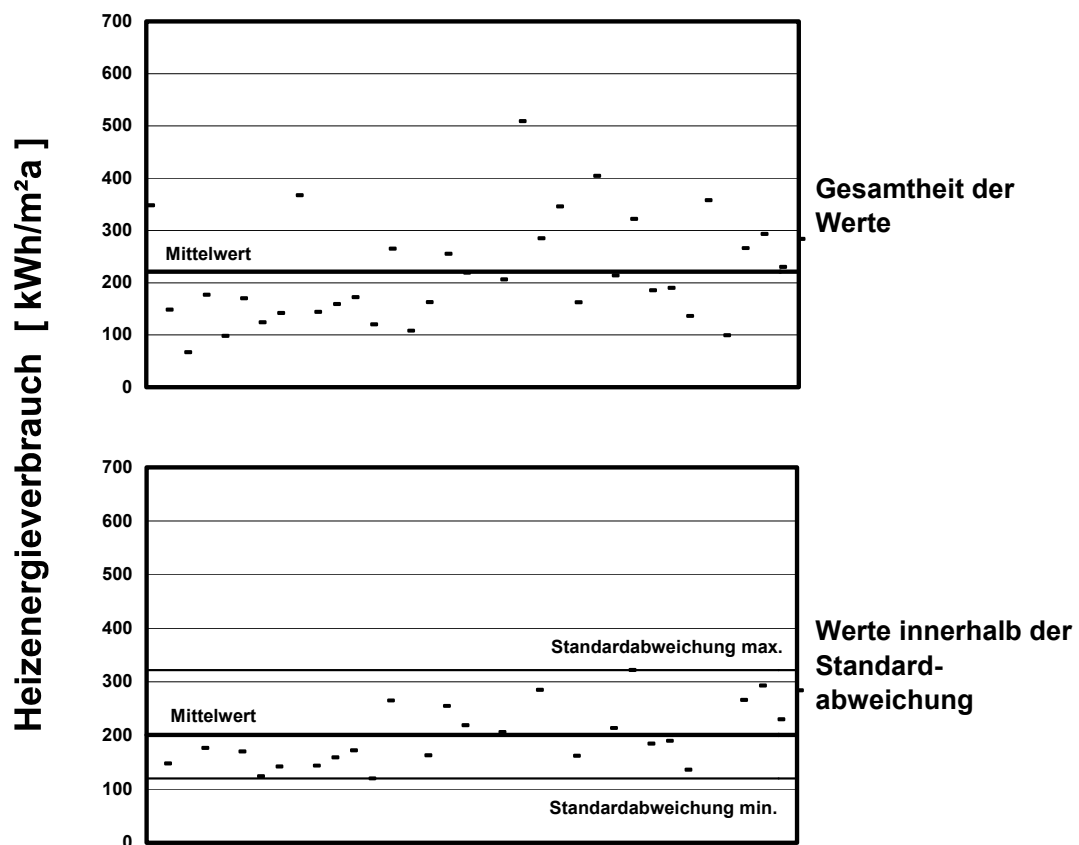 Heizenergieverbrauch [ kWh/m²a ]
700
600
500
400
300
200
100
0
Mittelwert
Gesamtheit der
Werte
700
600
500
400
300
200
100
0
Standardabweichung max.
Mittelwert
Standardabweichung min.
Werte innerhalb der
Standard-
abweichung